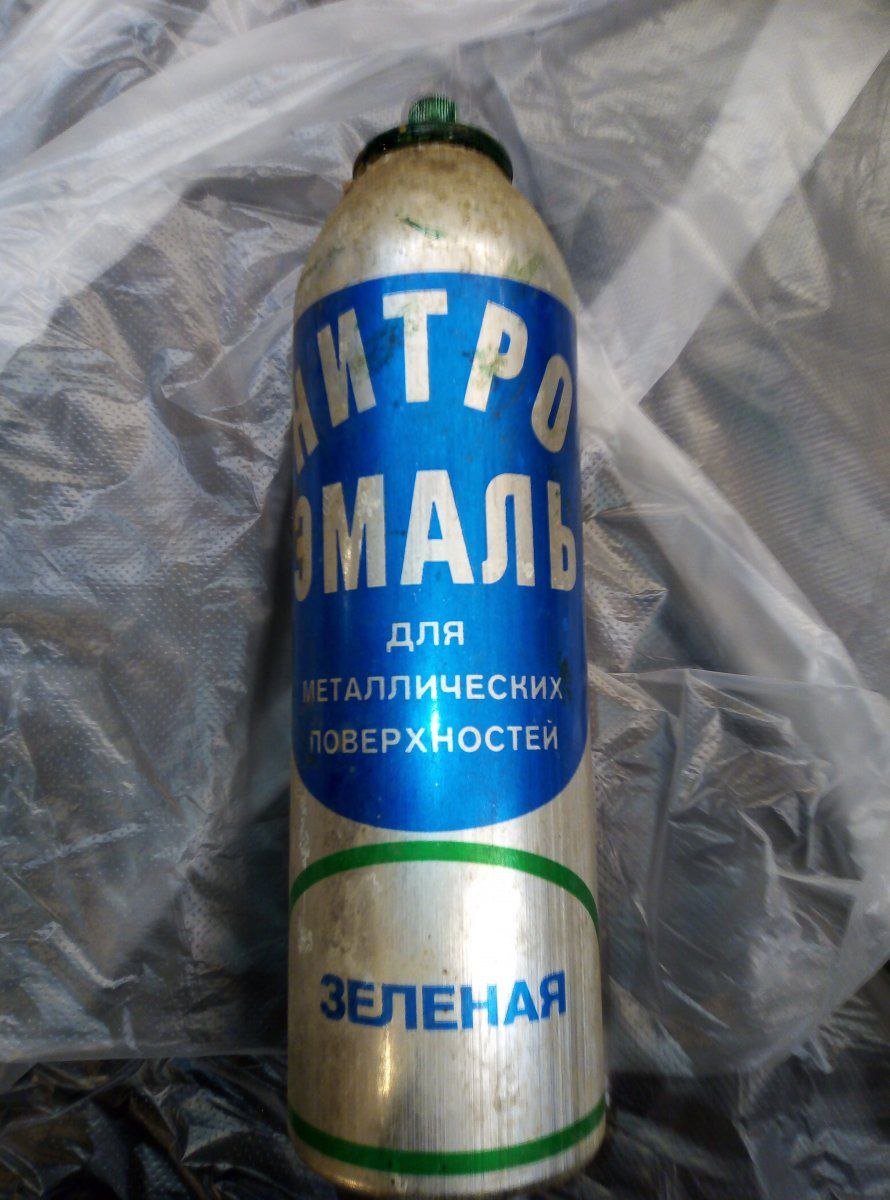 НИТРО
ЭМАЛЬ
ДЛЯ
МЕТАЛЛИЧЕСКИХ
ПОВЕРХНОСТЕЙ
ЗЕЛЕНАЯ